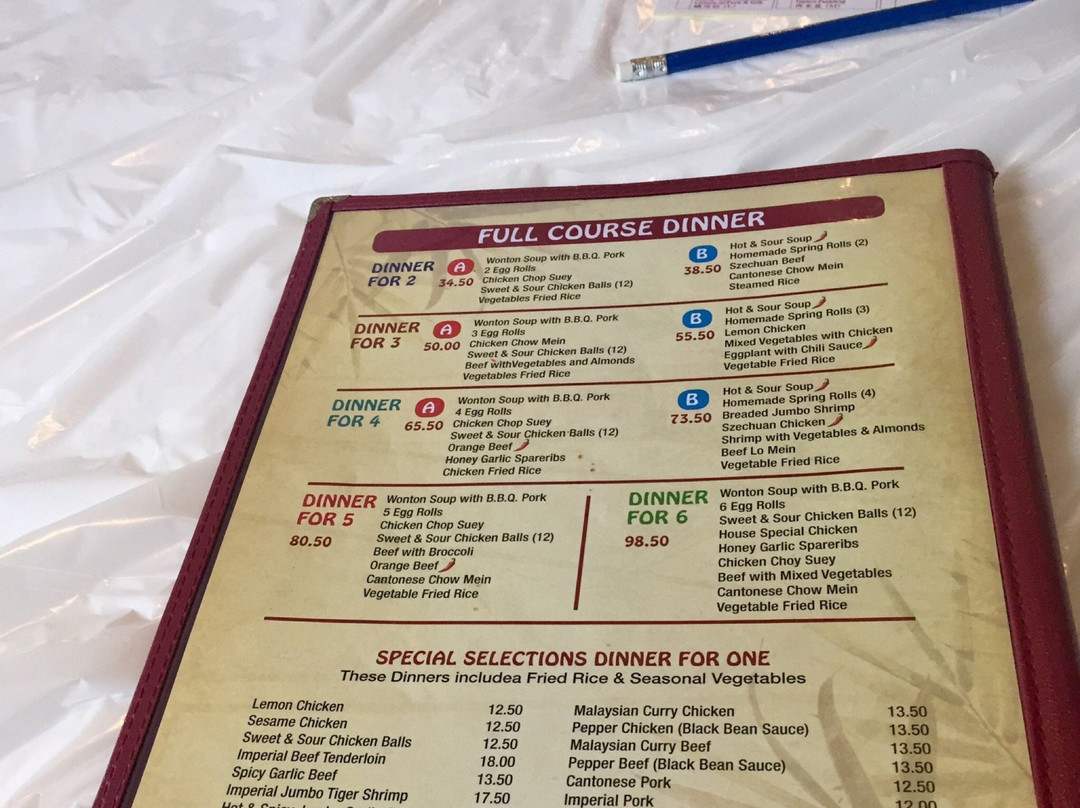 FULL COURSE DINNER
DINNER
FOR 2
A
34.50
Wonton Soup with B.B.Q. Pork
2 Egg Rolls
Chicken Chop Suey
Sweet & Sour Chicken Balls (12)
Vegetables Fried Rice
B
38.50
Hot & Sour Soup
Homemade Spring Rolls (2)
Szechuan Beef
Cantonese Chow Mein
Steamed Rice
DINNER
FOR 3
A
50.00
Wonton Soup with B.B.Q. Pork
3 Egg Rolls
Chicken Chow Mein
Sweet & Sour Chicken Balls (12)
Beef withVegetables and Almonds
Vegetables Fried Rice
B
55.50
Hot & Sour Soup
Homemade Spring Rolls (3)
Lemon Chicken
Mixed Vegetables with Chicken
Eggplant with Chili Sauce
Vegetable Fried Rice
DINNER
FOR 4
A
65.50
Wonton Soup with B.B.Q. Pork
4 Egg Rolls
Chicken Chop Suey
Sweet & Sour Chicken Balls (12)
Orange Beef
Honey Garlic Spareribs
Chicken Fried Rice
B
73.50
Hot & Sour Soup
Homemade Spring Rolls (4)
Breaded Jumbo Shrimp
Szechuan Chicken
Shrimp with Vegetables & Almonds
Beef Lo Mein
Vegetable Fried Rice
DINNER
FOR 5
80.50
Wonton Soup with B.B.Q. Pork
5 Egg Rolls
Chicken Chop Suey
Sweet & Sour Chicken Balls (12)
Beef with Broccoli
Orange Beef
Cantonese Chow Mein
Vegetable Fried Rice
DINNER
FOR 6
98.50
Wonton Soup with B.B.Q. Pork
6 Egg Rolls
Sweet & Sour Chicken Balls (12)
House Special Chicken
Honey Garlic Spareribs
Chicken Choy Suey
Beef with Mixed Vegetables
Cantonese Chow Mein
Vegetable Fried Rice
SPECIAL SELECTIONS DINNER FOR ONE
These Dinners includea Fried Rice & Seasonal Vegetables
Lemon Chicken 12.50
Sesame Chicken 12.50
Sweet & Sour Chicken Balls 12.50
Imperial Beef Tenderloin 18.00
Spicy Garlic Beef 13.50
Imperial Jumbo Tiger Shrimp 17.50
Malaysian Curry Chicken 13.50
Pepper Chicken (Black Bean Sauce) 13.50
Malaysian Curry Beef 13.50
Pepper Beef (Black Bean Sauce) 13.50
Cantonese Pork 12.50
Imperial Pork 12.00